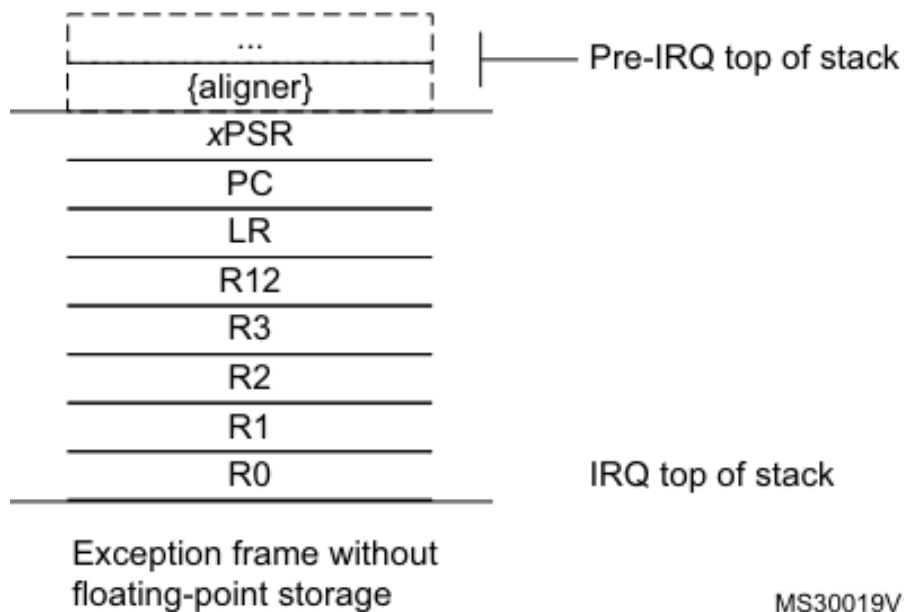 ...
Pre-IRQ top of stack
{aligner}
xPSR
PC
LR
R12
R3
R2
R1
R0
IRQ top of stack
Exception frame without
floating-point storage
MS30019V